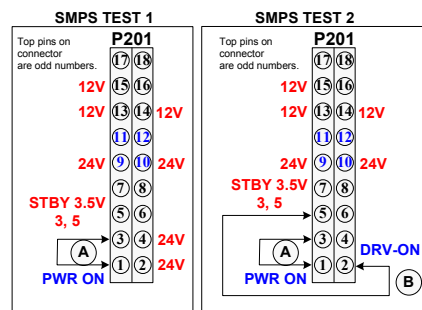 SMPS TEST 1
Top pins on
connector
are odd numbers.
P201
17 18
12V 15 16
12V 13 14 12V
11 12
24V 9 10 24V
7 8
STBY 3.5V
3, 5
5 6
A 3 4 24V
1 2 24V
PWR ON
SMPS TEST 2
Top pins on
connector
are odd numbers.
P201
17 18
12V 15 16
12V 13 14 12V
11 12
24V 9 10 24V
STBY 3.5V 7 8
3, 5
5 6
A 3 4
DRV-ON
1 2
PWR ON
B